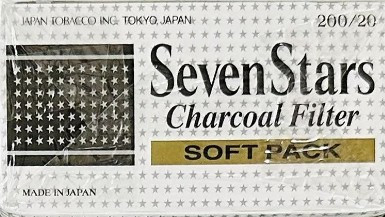 JAPAN TOBACCO INC. TOKYO, JAPAN 200/20
SevenStars
Charcoal Filter
SOFT PACK
MADE IN JAPAN